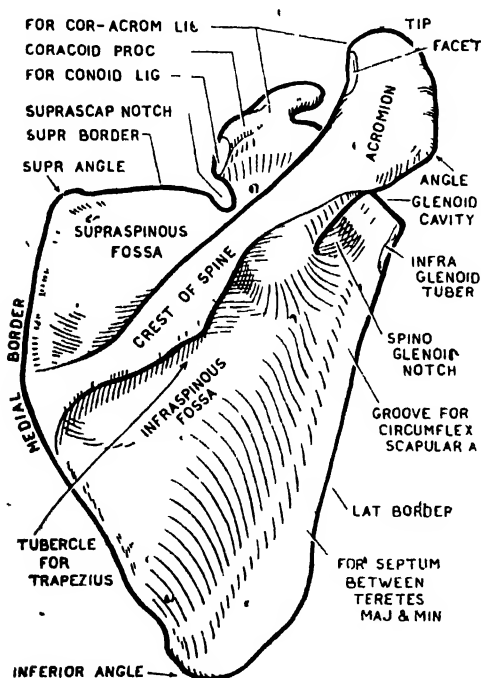 FOR COR-ACROM LIG
CORACOID PROC
FOR CONOID LIG
SUPRASCAP NOTCH
SUPR BORDER
SUPR ANGLE
TIP
FACET
ACROMION
ANGLE
GLENOID
CAVITY
INFRA
GLENOID
TUBER
SPINO
GLENOID
NOTCH
GROOVE FOR
CIRCUMFLEX
SCAPULAR A
LAT BORDER
FOR SEPTUM
BETWEEN
TERETES
MAJ & MIN
SUPRASPINOUS
FOSSA
CREST OF SPINE
MEDIAL BORDER
INFRASPINOUS
FOSSA
TUBERCLE
FOR
TRAPEZIUS
INFERIOR ANGLE